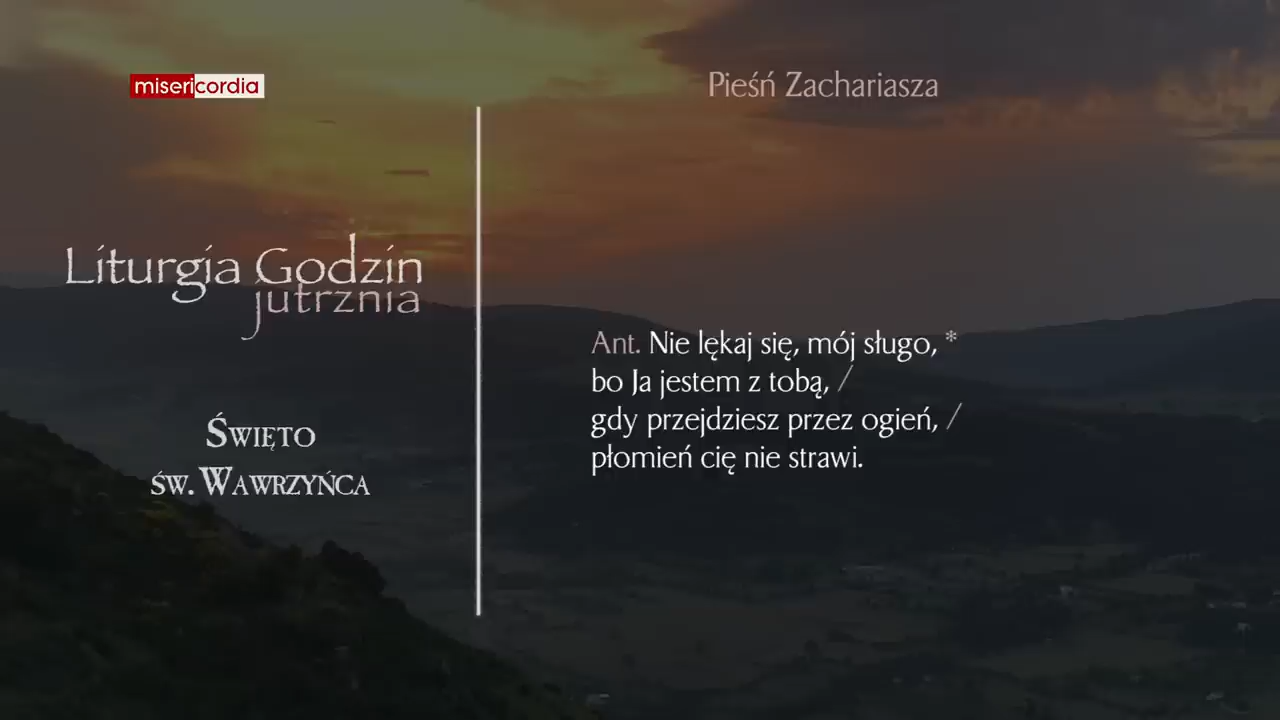 misericordia
Pieśń Zachariasza
Liturgia Godzin
jutrznia
Święto
św. Wawrzyńca
Ant. Nie lękaj się, mój sługo, *
bo Ja jestem z tobą, /
gdy przejdziesz przez ogień, /
płomień cię nie strawi.